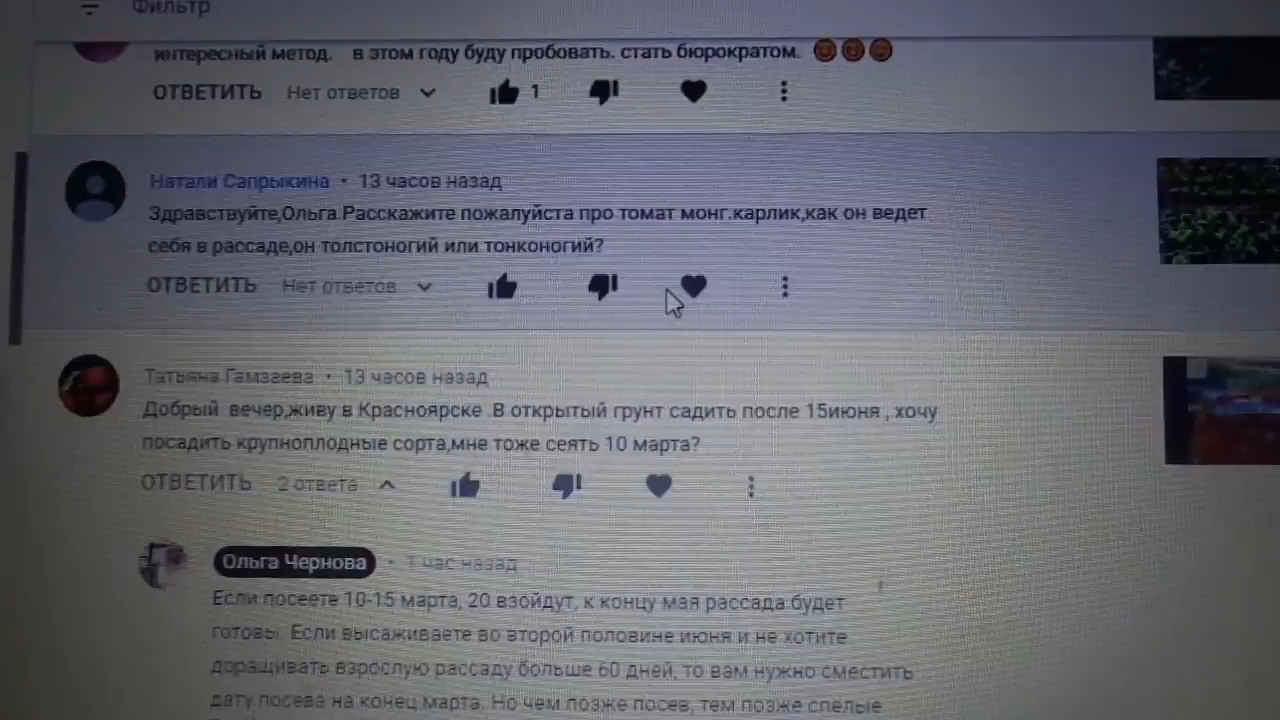 Фильтр
интересный метод. в этом году буду пробовать. стать бюрократом.
ОТВЕТИТЬ Нет ответов 1
Натали Сапрыкина • 13 часов назад
Здравствуйте,Ольга.Расскажите пожалуйста про томат монг.карлик,как он ведет
себя в рассаде,он толстоногий или тонконогий?
ОТВЕТИТЬ Нет ответов
Татьяна Гамзаева • 13 часов назад
Добрый вечер,живу в Красноярске .В открытый грунт садить после 15июня , хочу
посадить крупноплодные сорта,мне тоже сеять 10 марта?
ОТВЕТИТЬ 2 ответа
Ольга Чернова • 1 час назад
Если посеете 10-15 марта, 20 взойдут, к концу мая рассада будет
готовы. Если высаживаете во второй половине июня и не хотите
доращивать взрослую рассаду больше 60 дней, то вам нужно сместить
дату посева на конец марта. Но чем позже посев, тем позже спелые